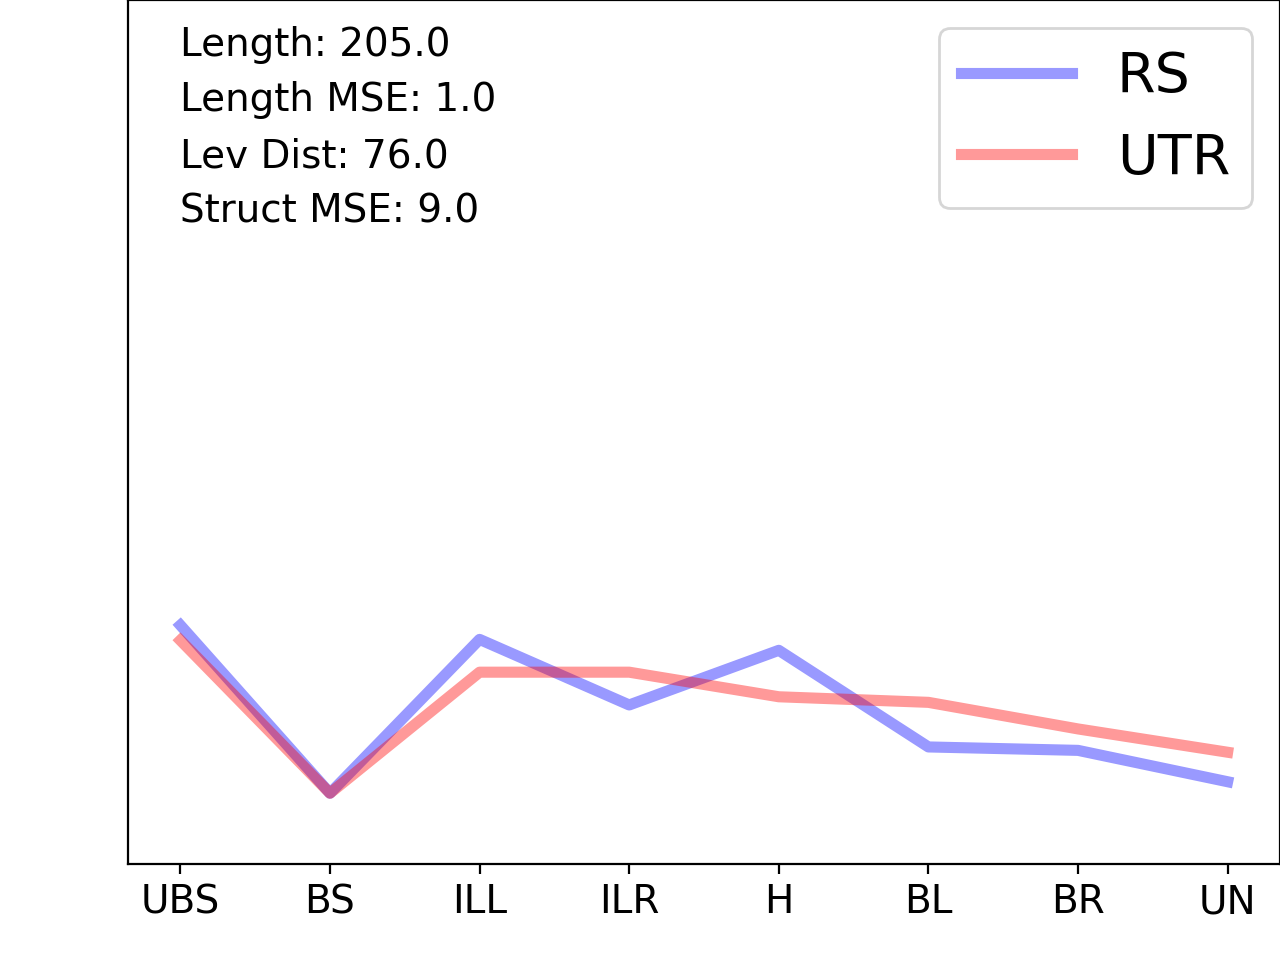 Length: 205.0
Length MSE: 1.0
Lev Dist: 76.0
Struct MSE: 9.0
RS
UTR
UBS BS ILL ILR H BL BR UN